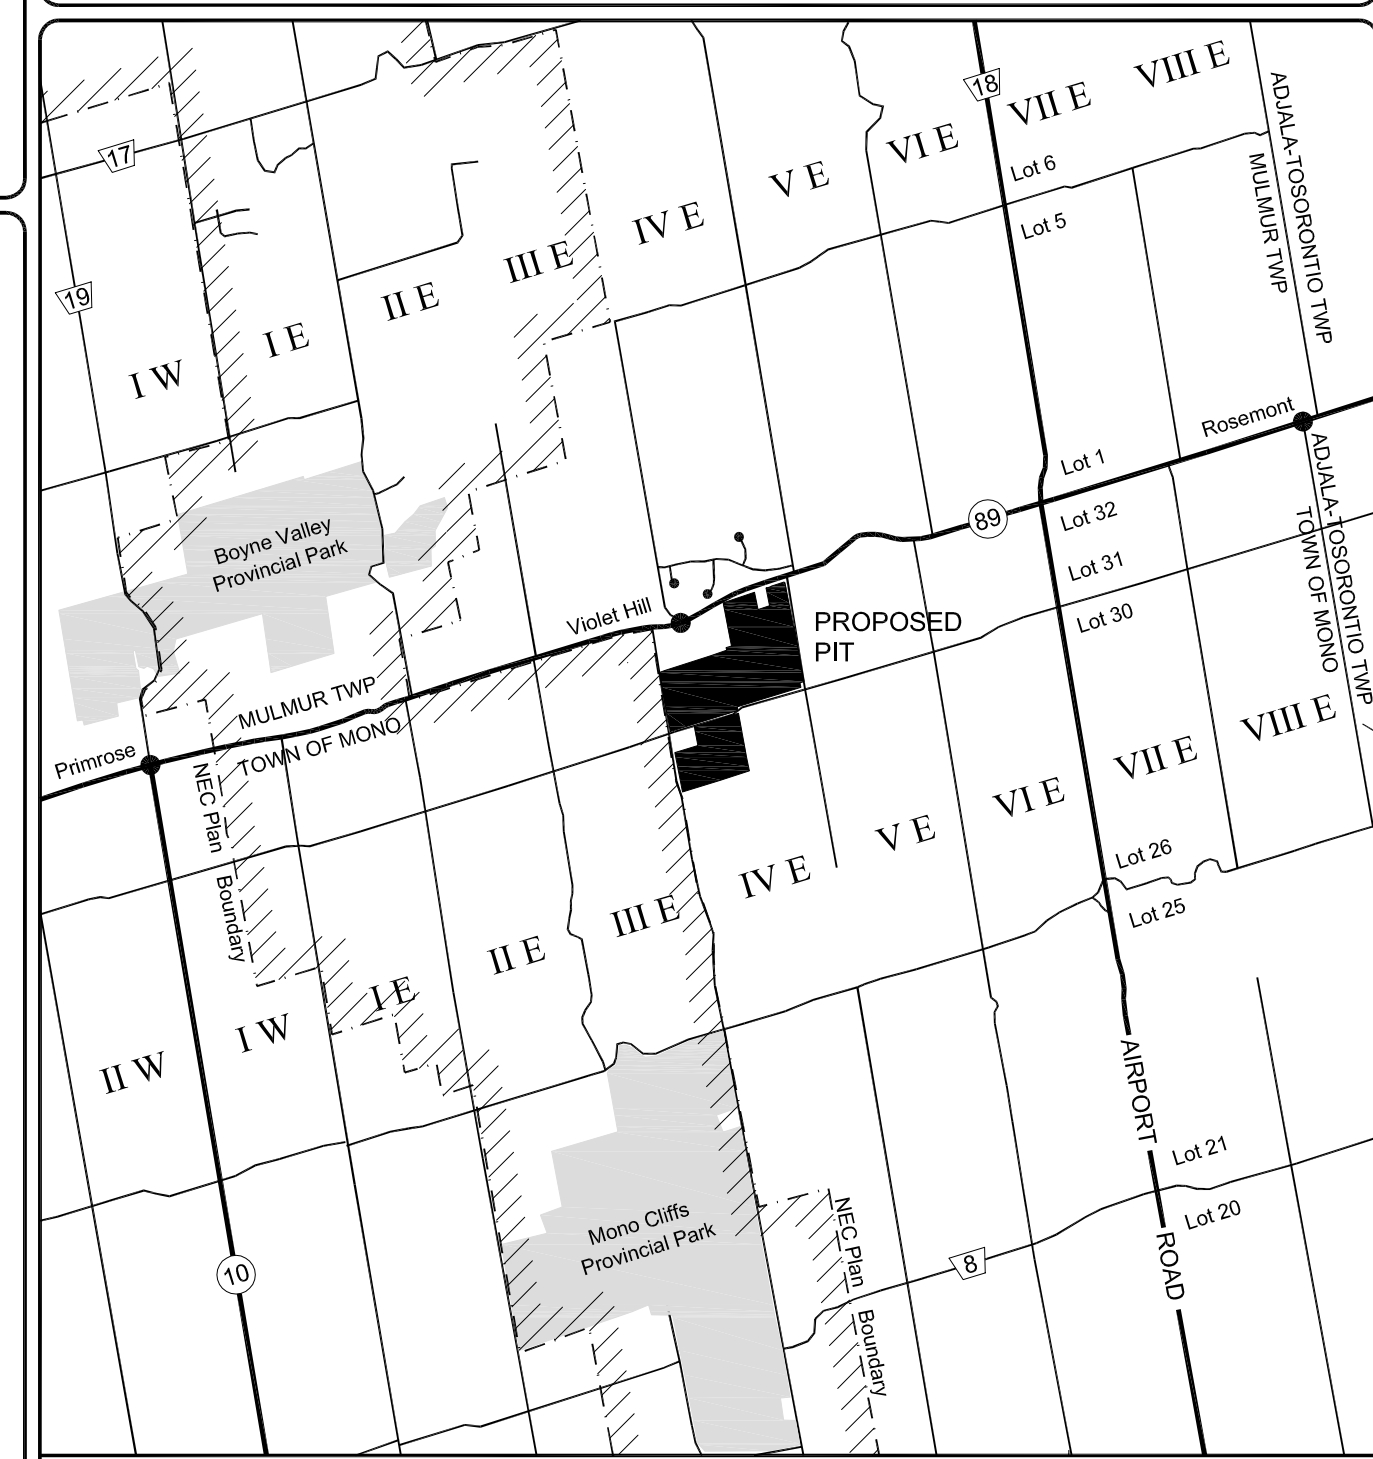 18
VII E
VIII E
ADJALA-TOSORONTIO TWP
MULMUR TWP
17
VI E
V E
IV E
III E
II E
I E
I W
19
Lot 6
Lot 5
Rosemont
Lot 1
Lot 32
89
Lot 31
Lot 30
ADJALA-TOSORONTIO TWP
TOWN OF MONO
Boyne Valley
Provincial Park
Violet Hill
PROPOSED
PIT
MULMUR TWP
TOWN OF MONO
Primrose
NEC Plan
Boundary
VIII E
VII E
VI E
V E
IV E
III E
II E
I E
I W
II W
Lot 26
Lot 25
AIRPORT
ROAD
Lot 21
Lot 20
Mono Cliffs
Provincial Park
NEC Plan
Boundary
8
10